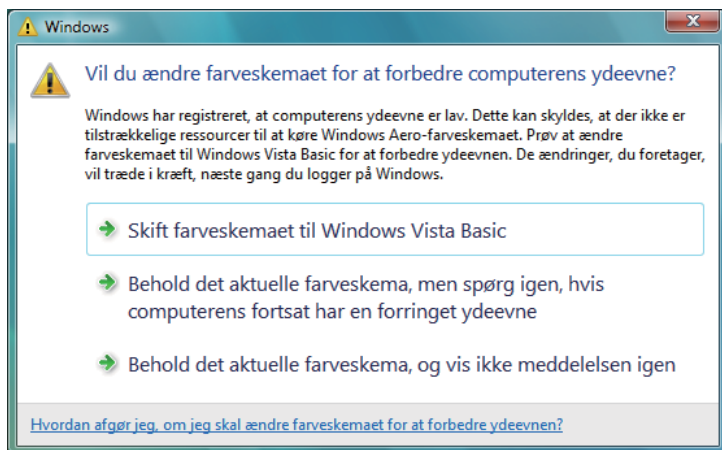 Windows
Vil du ændre farveskemaet for at forbedre computerens ydeevne?
Windows har registreret, at computerens ydeevne er lav. Dette kan skyldes, at der ikke er
tilstrækkelige ressourcer til at køre Windows Aero-farveskemaet. Prøv at ændre
farveskemaet til Windows Vista Basic for at forbedre ydeevnen. De ændringer, du foretager,
vil træde i kræft, næste gang du logger på Windows.
Skift farveskemaet til Windows Vista Basic
Behold det aktuelle farveskema, men spørg igen, hvis
computerens fortsat har en forringet ydeevne
Behold det aktuelle farveskema, og vis ikke meddelelsen igen
Hvordan afgør jeg, om jeg skal ændre farveskemaet for at forbedre ydeevnen?